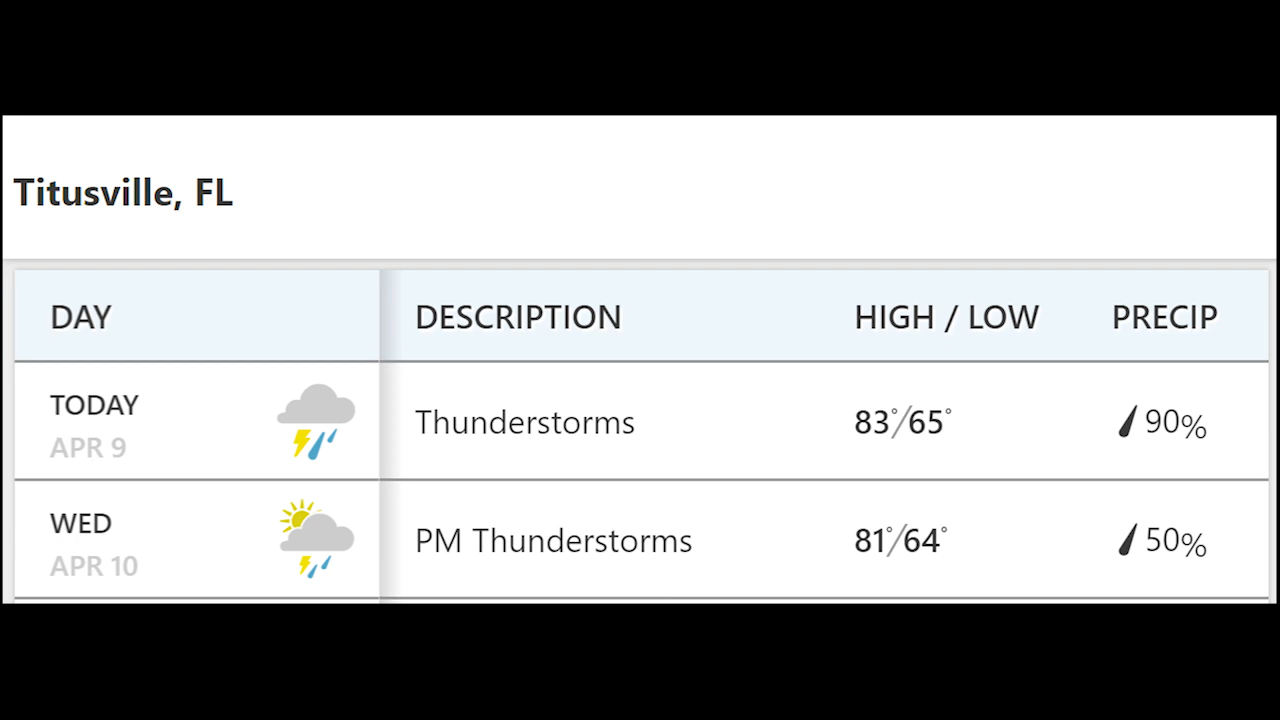 Titusville, FL
DAY DESCRIPTION HIGH / LOW PRECIP
TODAY
APR 9
Thunderstorms 83°/65° 90%
WED
APR 10
PM Thunderstorms 81°/64° 50%